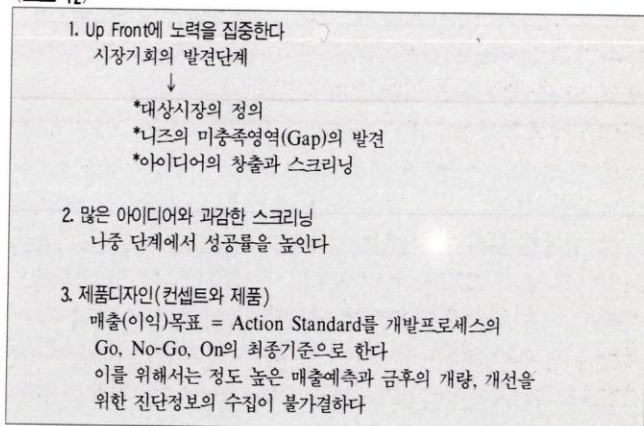 1. Up Front에 노력을 집중한다
시장기회의 발견단계
↓
*대상시장의 정의
*니즈의 미충족영역(Gap)의 발견
*아이디어의 창출과 스크리닝
2. 많은 아이디어와 과감한 스크리닝
나중 단계에서 성공률을 높인다
3. 제품디자인(컨셉트와 제품)
매출(이익)목표 = Action Standard를 개발프로세스의
Go, No-Go, On의 최종기준으로 한다
이를 위해서는 정도 높은 매출예측과 금후의 개량, 개선을
위한 진단정보의 수집이 불가결하다